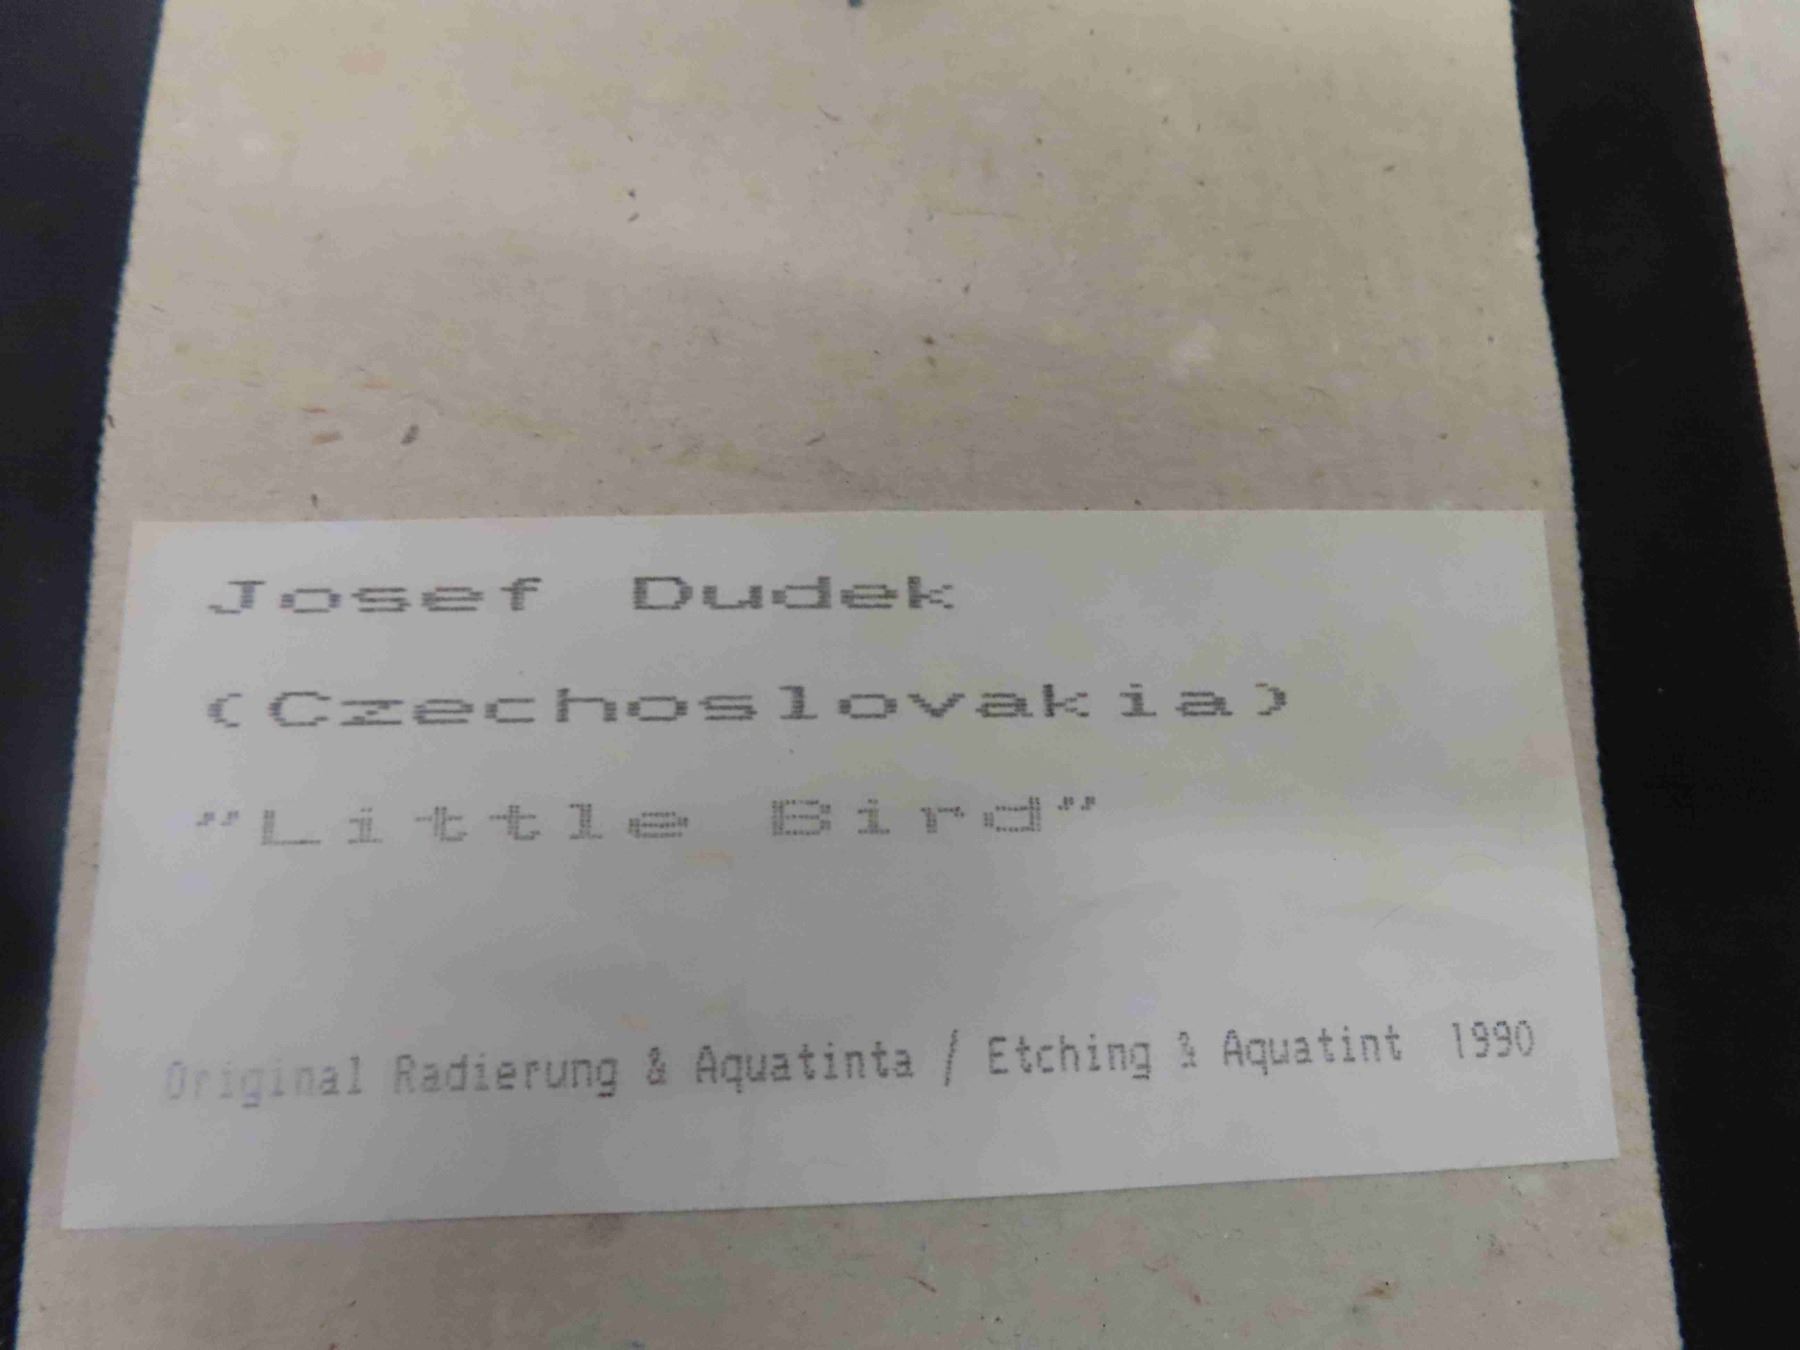 Josef Dudek
(Czechoslovakia)
"Little Bird"
Original Radierung & Aquatinta / Etching & Aquatint 1990